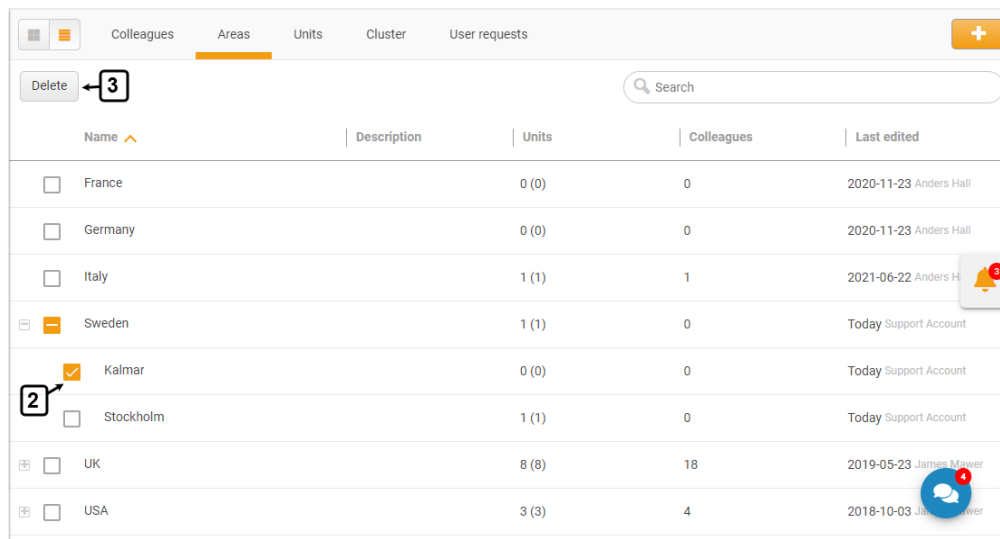 Colleagues Areas Units Cluster User requests
Delete 3 Search
Name Description Units Colleagues Last edited
France 0 (0) 0 2020-11-23 Anders Hall
Germany 0 (0) 0 2020-11-23 Anders Hall
Italy 1 (1) 1 2021-06-22 Anders
3
Sweden 1 (1) 0 Today Support Account
Kalmar 0 (0) 0 Today Support Account
2
Stockholm 1 (1) 0 Today Support Account
UK 8 (8) 18 2019-05-23 James Mawer
4
USA 3 (3) 4 2018-10-03